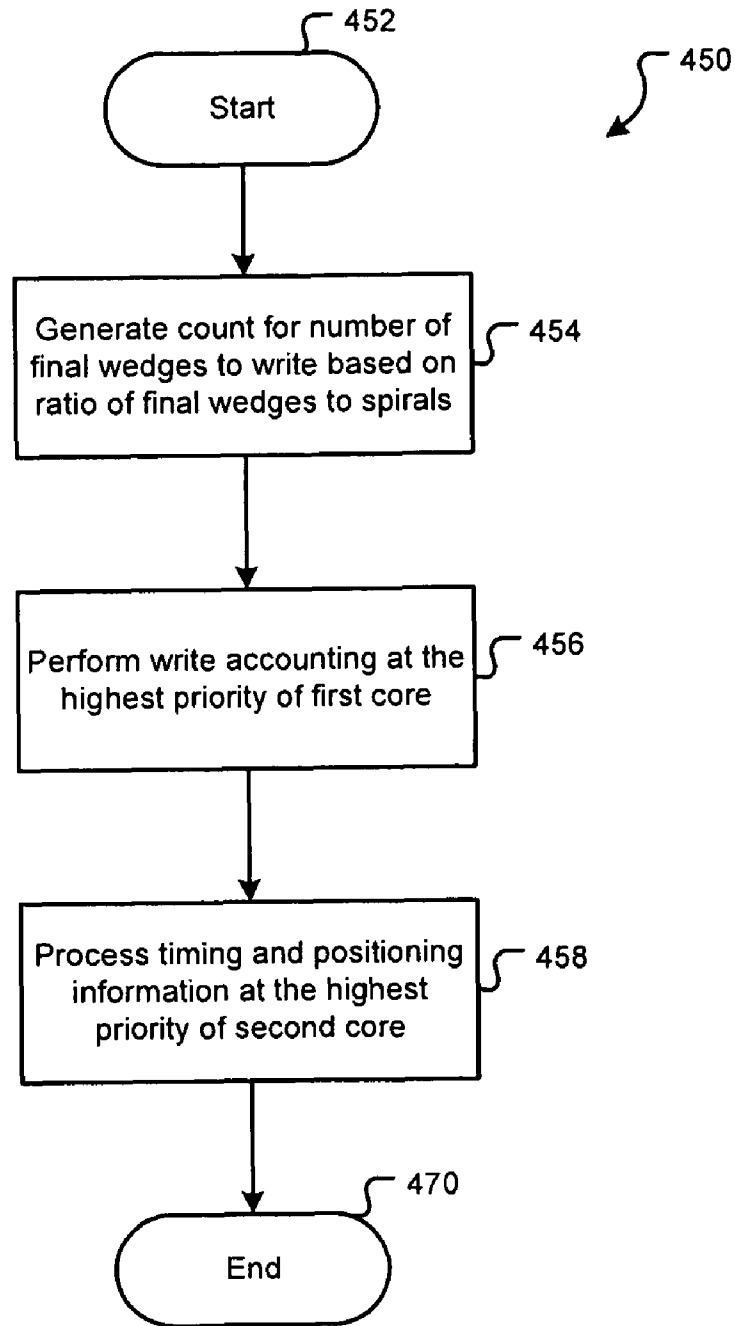 452
450
Start
Generate count for number of
final wedges to write based on
ratio of final wedges to spirals
454
Perform write accounting at the
highest priority of first core
456
Process timing and positioning
information at the highest
priority of second core
458
470
End